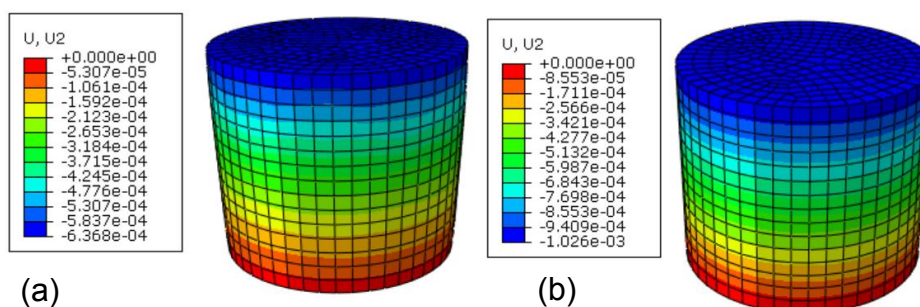 U, U2
+0.000e+00
-5.307e-05
-1.061e-04
-1.592e-04
-2.123e-04
-2.653e-04
-3.184e-04
-3.715e-04
-4.245e-04
-4.776e-04
-5.307e-04
-5.837e-04
-6.368e-04
(a)
U, U2
+0.000e+00
-8.553e-05
-1.711e-04
-2.566e-04
-3.421e-04
-4.277e-04
-5.132e-04
-5.987e-04
-6.843e-04
-7.698e-04
-8.553e-04
-9.409e-04
-1.026e-03
(b)